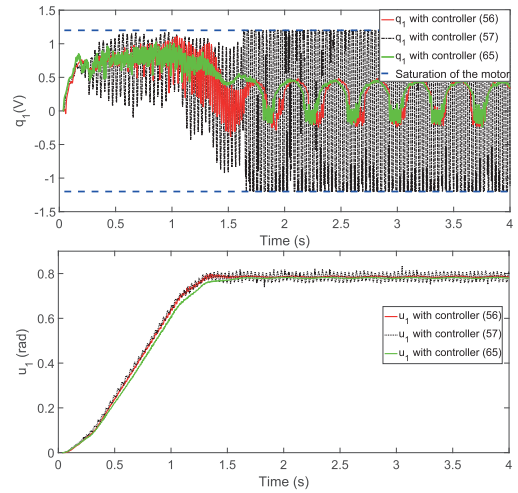 1.5
1
0.5
0
-0.5
-1
-1.5
q1(V)
q1 with controller (56)
q1 with controller (57)
q1 with controller (65)
Saturation of the motor
0 0.5 1 1.5 2 2.5 3 3.5 4
Time (s)
0.8
0.6
0.4
0.2
0
u1 (rad)
u1 with controller (56)
u1 with controller (57)
u1 with controller (65)
0 0.5 1 1.5 2 2.5 3 3.5 4
Time (s)